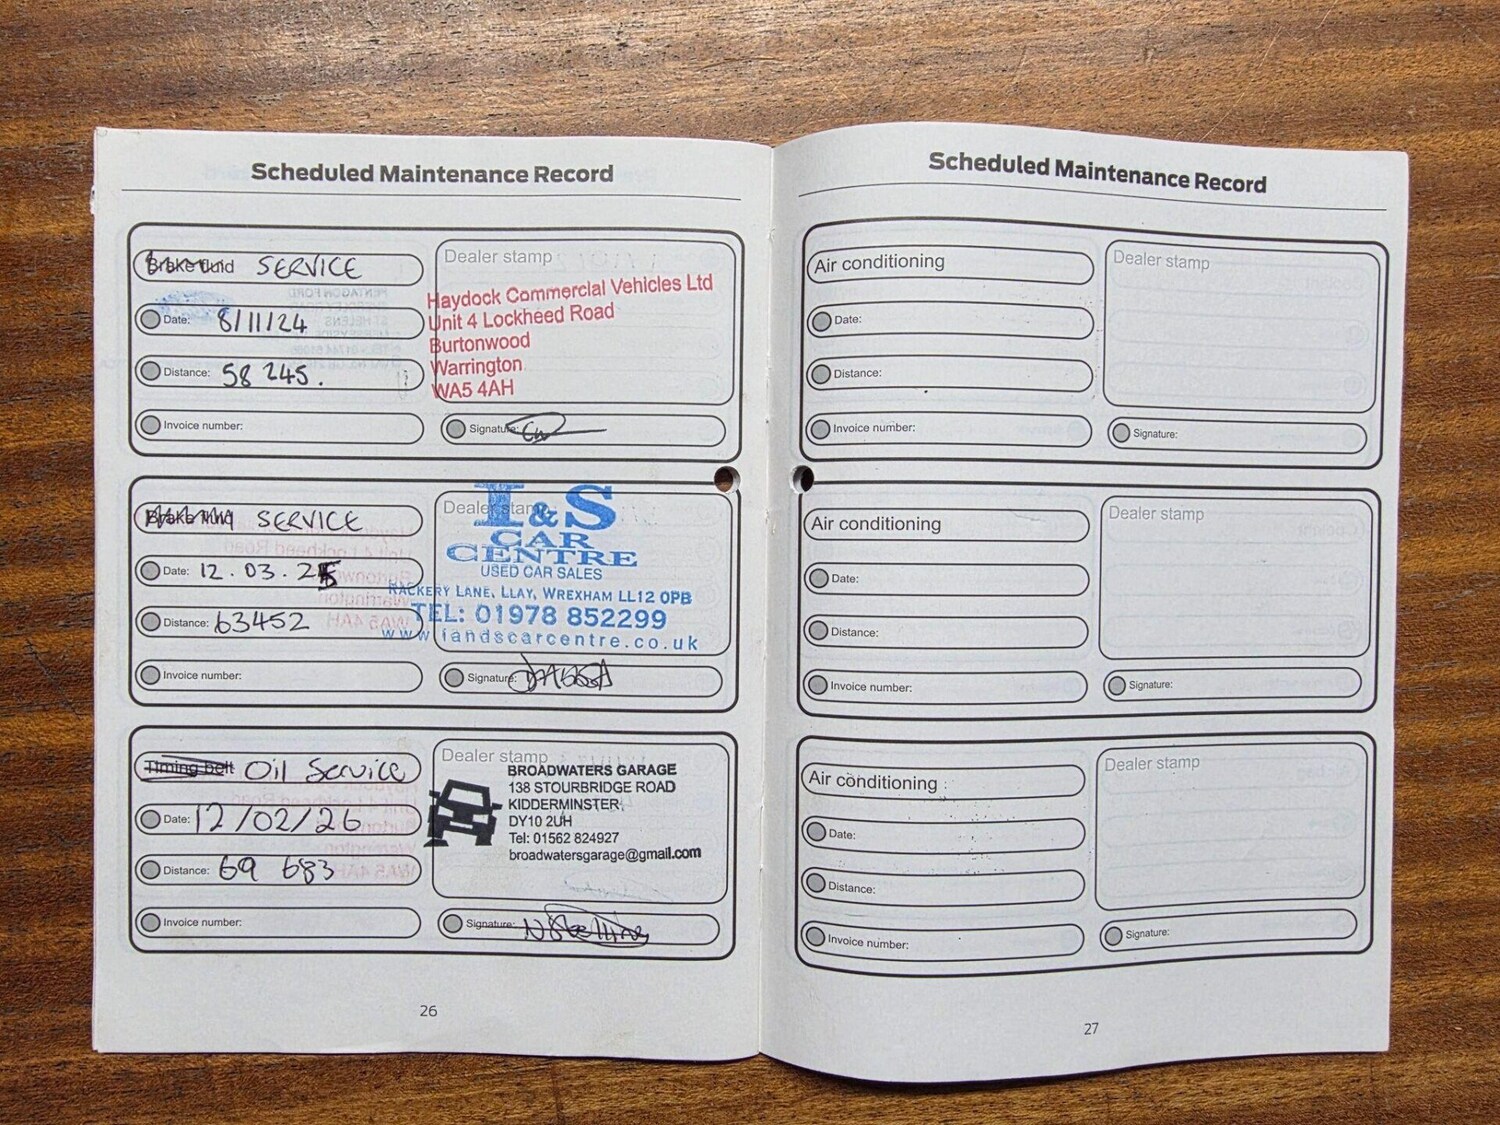 Scheduled Maintenance Record
Brake fluid SERVICE
Date: 8/11/24
Distance: 58 245.
Invoice number:
Dealer stamp
Haydock Commercial Vehicles Ltd
Unit 4 Lockheed Road
Burtonwood
Warrington
WA5 4AH
Signature:
Brake fluid SERVICE
Date: 12.03.25
Distance: 63452
Invoice number:
Dealer stamp
I&S
CAR
CENTRE
USED CAR SALES
RACKERY LANE, LLAY, WREXHAM LL12 0PB
TEL: 01978 852299
www.iandscarcentre.co.uk
Signature:
Timing belt Oil Service
Date: 12/02/26
Distance: 69 683
Invoice number:
Dealer stamp
BROADWATERS GARAGE
138 STOURBRIDGE ROAD
KIDDERMINSTER,
DY10 2UH
Tel: 01562 824927
broadwatersgarage@gmail.com
Signature:
26
Scheduled Maintenance Record
Air conditioning
Date:
Distance:
Invoice number:
Dealer stamp
Signature:
Air conditioning
Date:
Distance:
Invoice number:
Dealer stamp
Signature:
Air conditioning
Date:
Distance:
Invoice number:
Dealer stamp
Signature:
27